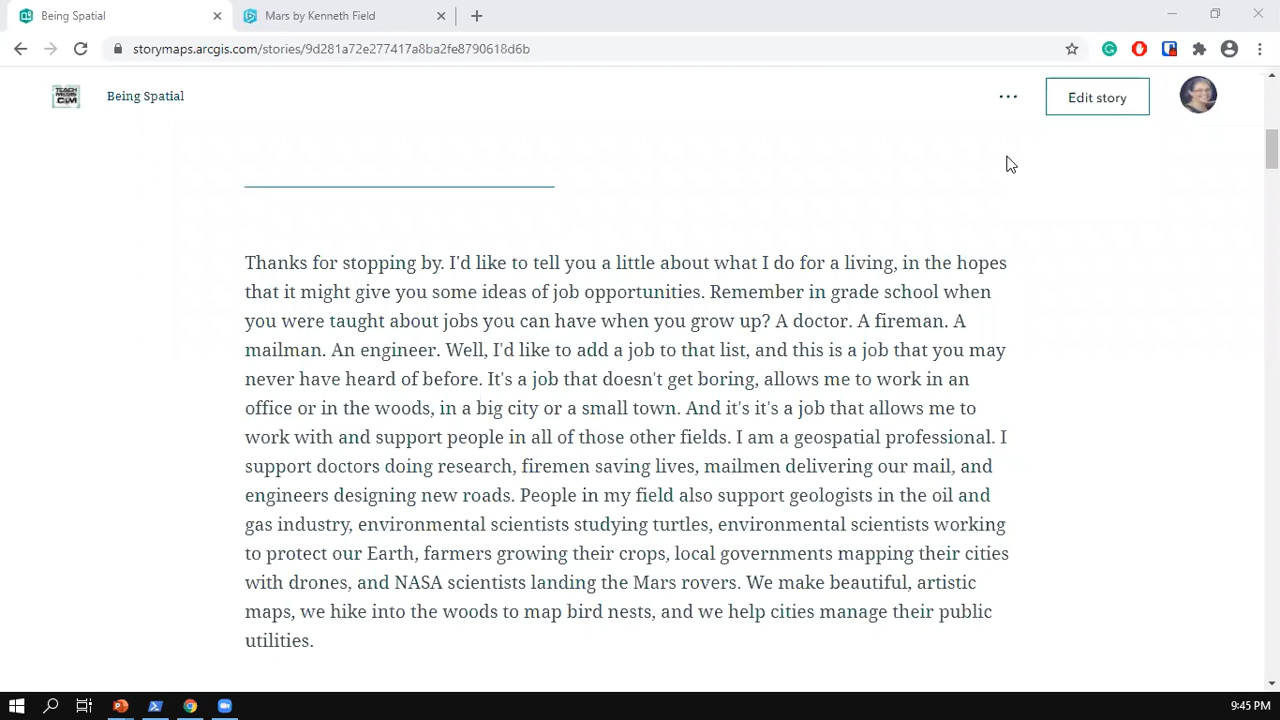 Being Spatial
Mars by Kenneth Field
storymaps.arcgis.com/stories/9d281a72e277417a8ba2fe8790618d6b
TEACH
ME GIS
.COM
Being Spatial
Edit story
Thanks for stopping by. I'd like to tell you a little about what I do for a living, in the hopes
that it might give you some ideas of job opportunities. Remember in grade school when
you were taught about jobs you can have when you grow up? A doctor. A fireman. A
mailman. An engineer. Well, I'd like to add a job to that list, and this is a job that you may
never have heard of before. It's a job that doesn't get boring, allows me to work in an
office or in the woods, in a big city or a small town. And it's it's a job that allows me to
work with and support people in all of those other fields. I am a geospatial professional. I
support doctors doing research, firemen saving lives, mailmen delivering our mail, and
engineers designing new roads. People in my field also support geologists in the oil and
gas industry, environmental scientists studying turtles, environmental scientists working
to protect our Earth, farmers growing their crops, local governments mapping their cities
with drones, and NASA scientists landing the Mars rovers. We make beautiful, artistic
maps, we hike into the woods to map bird nests, and we help cities manage their public
utilities.
9:45 PM